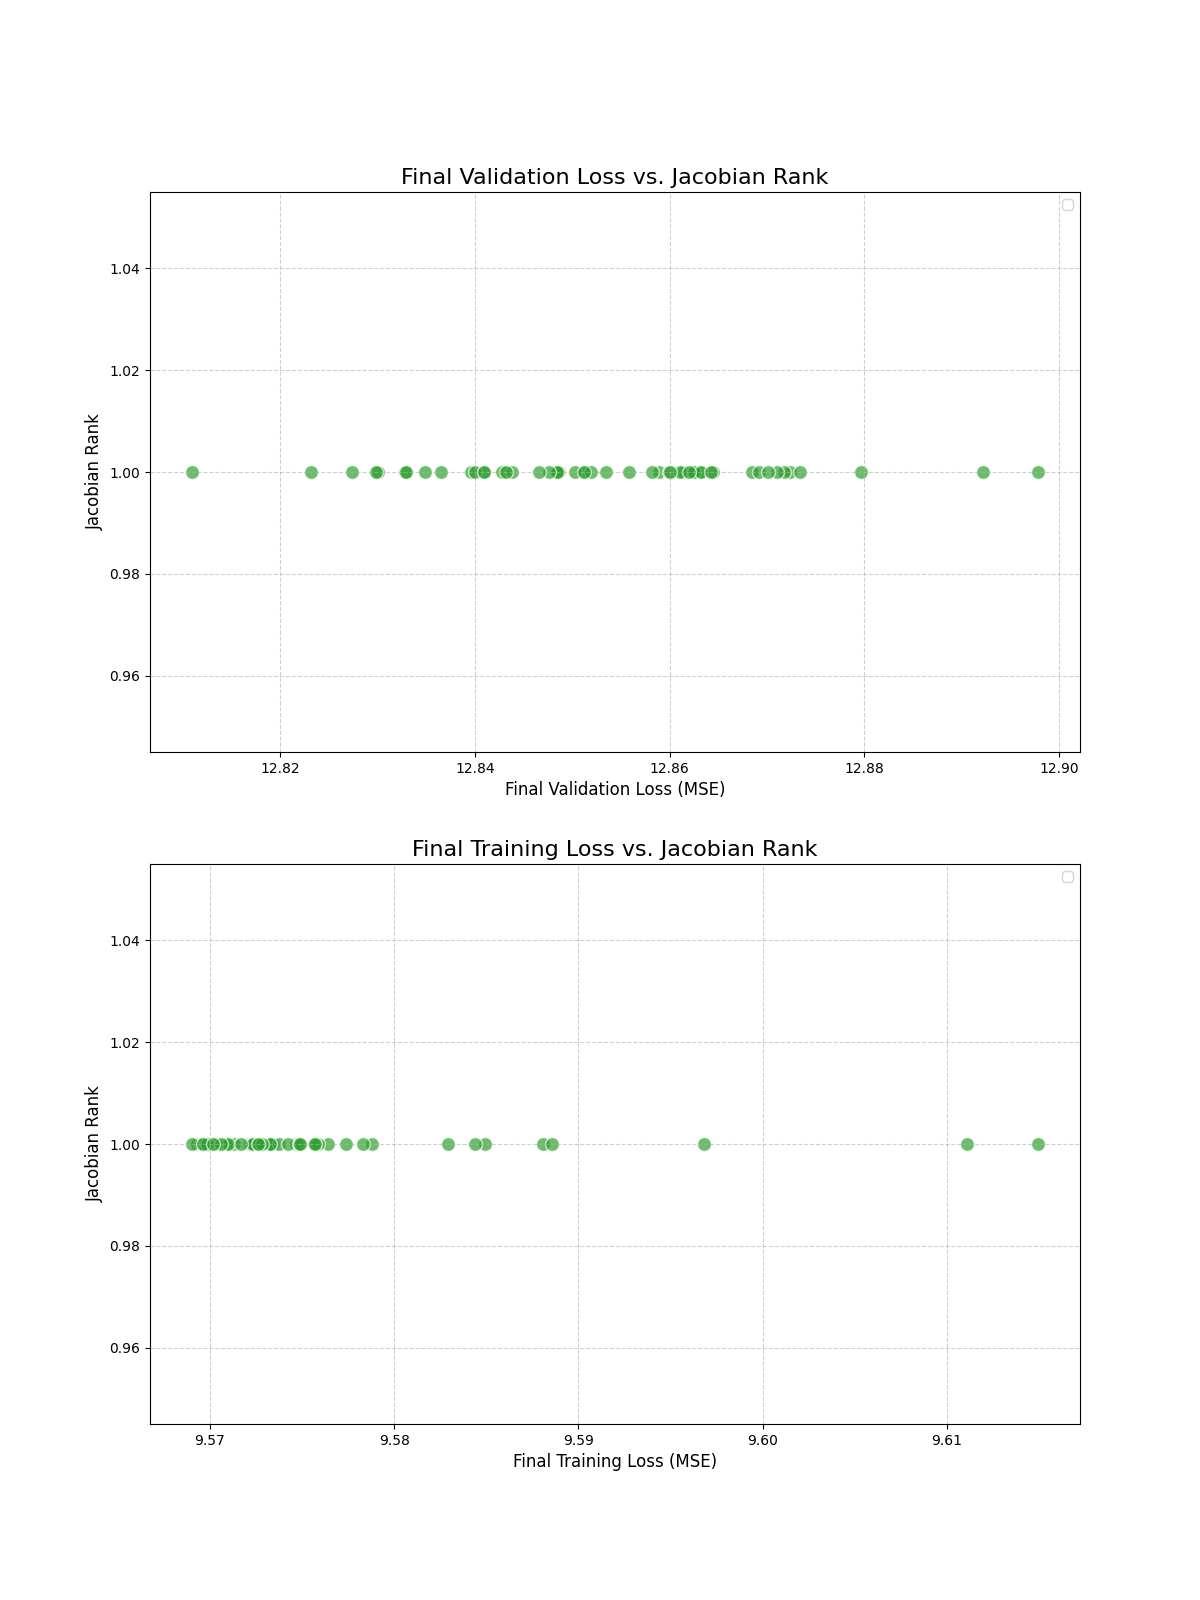 Final Validation Loss vs. Jacobian Rank
1.04
1.02
1.00
0.98
0.96
Jacobian Rank
12.82 12.84 12.86 12.88 12.90
Final Validation Loss (MSE)
Final Training Loss vs. Jacobian Rank
1.04
1.02
1.00
0.98
0.96
Jacobian Rank
9.57 9.58 9.59 9.60 9.61
Final Training Loss (MSE)